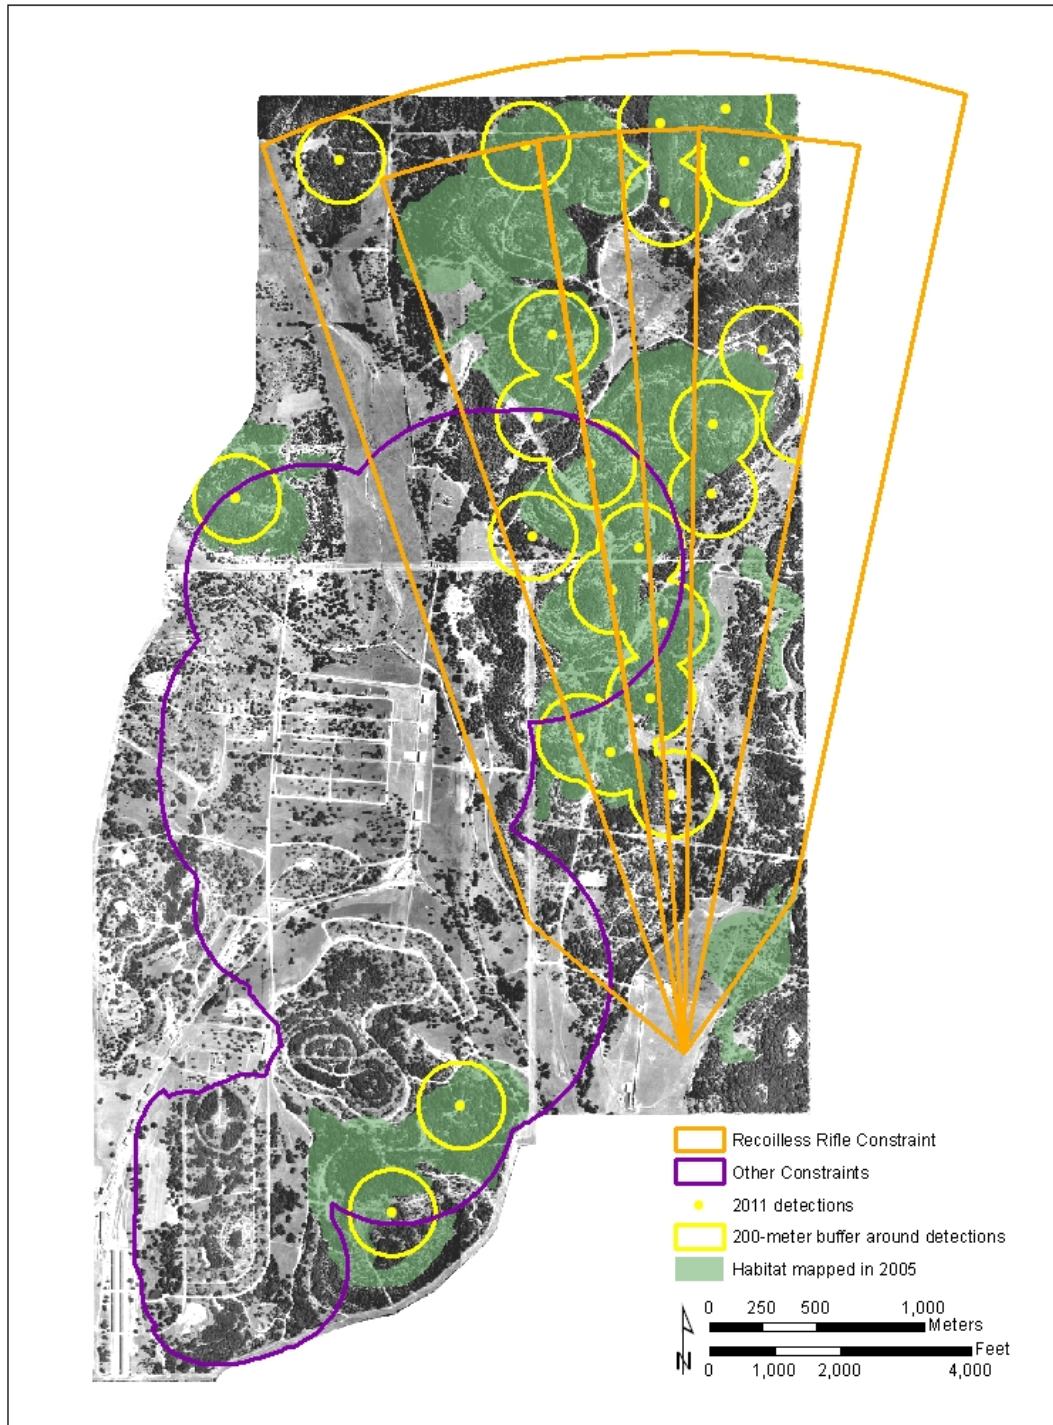 Recoilless Rifle Constraint
Other Constraints
2011 detections
200-meter buffer around detections
Habitat mapped in 2005
0 250 500 1,000
Meters
Feet
N
0 1,000 2,000 4,000